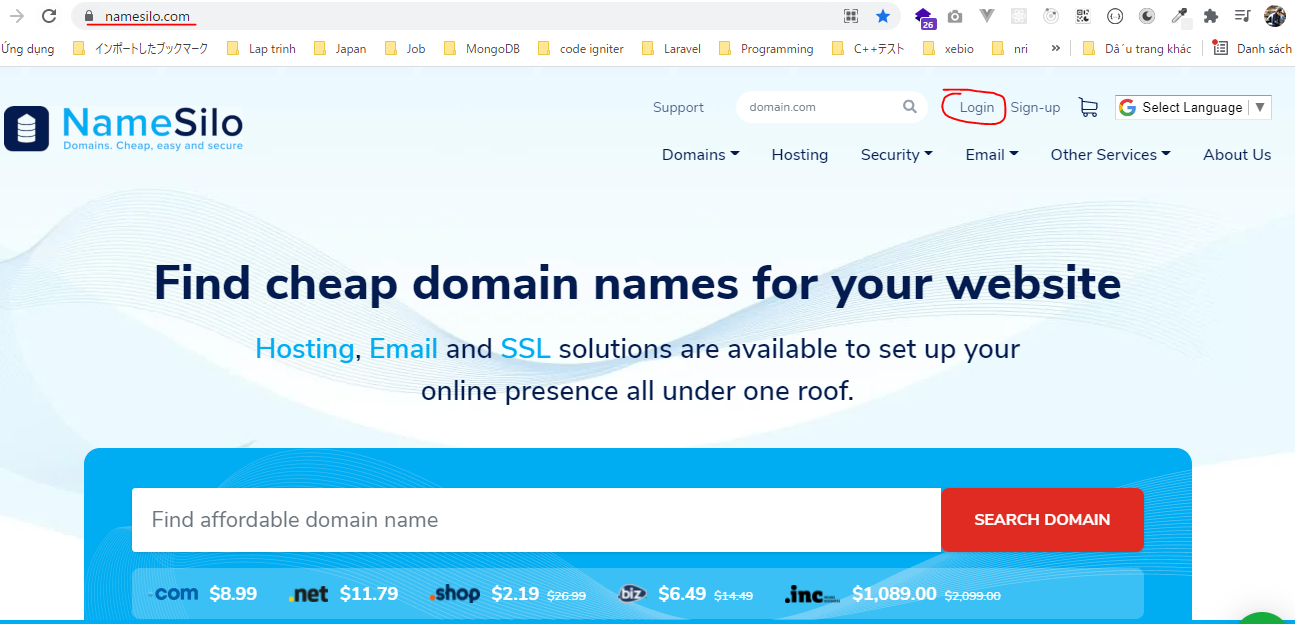 namesilo.com
26
Ứng dụng インポートしたブックマーク Lap trinh Japan Job MongoDB code igniter Laravel Programming C++テスト xebio nri » Dấu trang khác Danh sách
NameSilo
Domains. Cheap, easy and secure
Support domain.com Login Sign-up Select Language ▼
Domains Hosting Security Email Other Services About Us
Find cheap domain names for your website
Hosting, Email and SSL solutions are available to set up your
online presence all under one roof.
Find affordable domain name SEARCH DOMAIN
.com $8.99 .net $11.79 .shop $2.19 $26.99 .biz $6.49 $14.49 .inc $1,089.00 $2,099.00